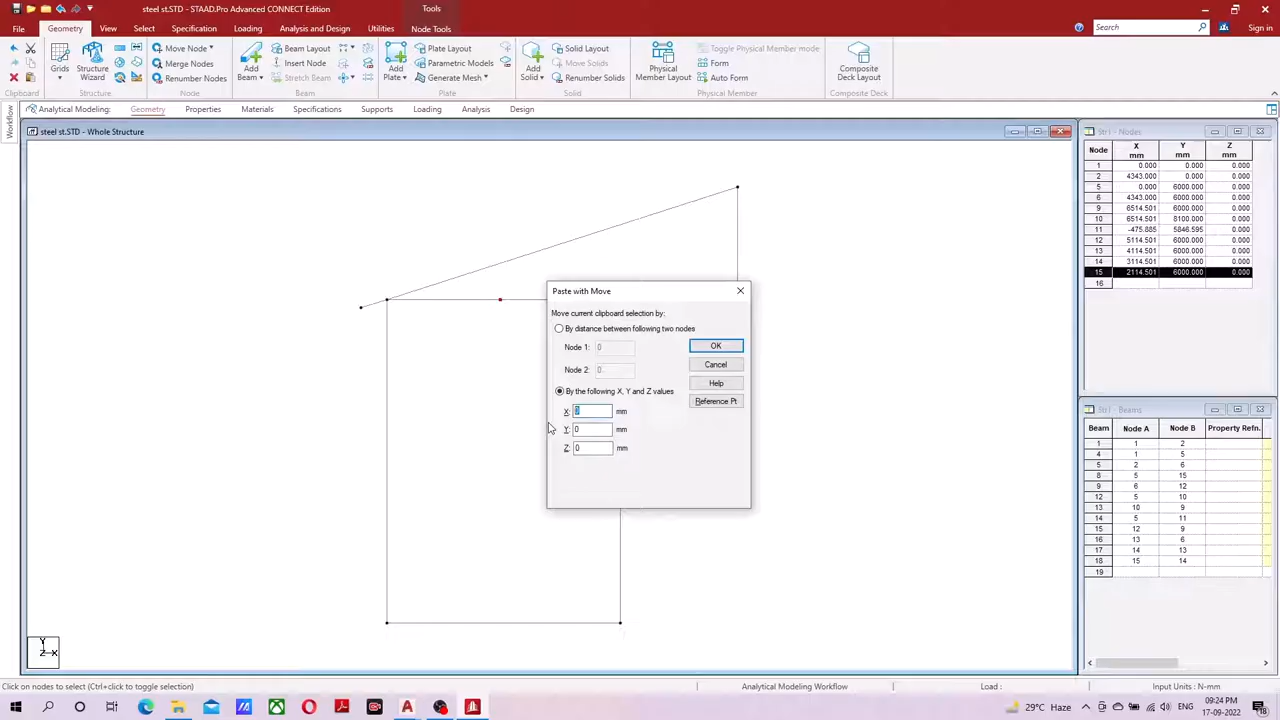 steel st.STD - STAAD.Pro Advanced CONNECT Edition
Tools
File Geometry View Select Specification Loading Analysis and Design Utilities Node Tools
Search
Sign in
Grids
Structure Wizard
Move Node
Merge Nodes
Renumber Nodes
Add Beam
Beam Layout
Insert Node
Stretch Beam
Add Plate
Plate Layout
Parametric Models
Generate Mesh
Add Solid
Solid Layout
Move Solids
Renumber Solids
Physical Member Layout
Toggle Physical Member mode
Form
Auto Form
Composite Deck Layout
Clipboard Structure Node Beam Plate Solid Physical Member Composite Deck
Workflow
Analytical Modeling: Geometry Properties Materials Specifications Supports Loading Analysis Design
steel st.STD - Whole Structure
Paste with Move
Move current clipboard selection by:
By distance between following two nodes
Node 1: 0
Node 2: 0
By the following X, Y and Z values
X: 0 mm
Y: 0 mm
Z: 0 mm
OK
Cancel
Help
Reference Pt
Y
Z X
Str1 - Nodes
Node X mm Y mm Z mm
1 0.000 0.000 0.000
2 4343.000 0.000 0.000
5 0.000 6000.000 0.000
6 4343.000 6000.000 0.000
9 6514.501 6000.000 0.000
10 6514.501 8100.000 0.000
11 -475.885 5846.595 0.000
12 5114.501 6000.000 0.000
13 4114.501 6000.000 0.000
14 3114.501 6000.000 0.000
15 2114.501 6000.000 0.000
16
Str1 - Beams
Beam Node A Node B Property Refn.
1 1 2
4 1 5
5 2 6
8 5 15
9 6 12
12 5 10
13 10 9
14 5 11
15 12 9
16 13 6
17 14 13
18 15 14
19
Click on nodes to select (Ctrl+click to toggle selection)
Analytical Modeling Workflow
Load :
Input Units : N-mm
29°C Haze
ENG
09:24 PM
17-09-2022